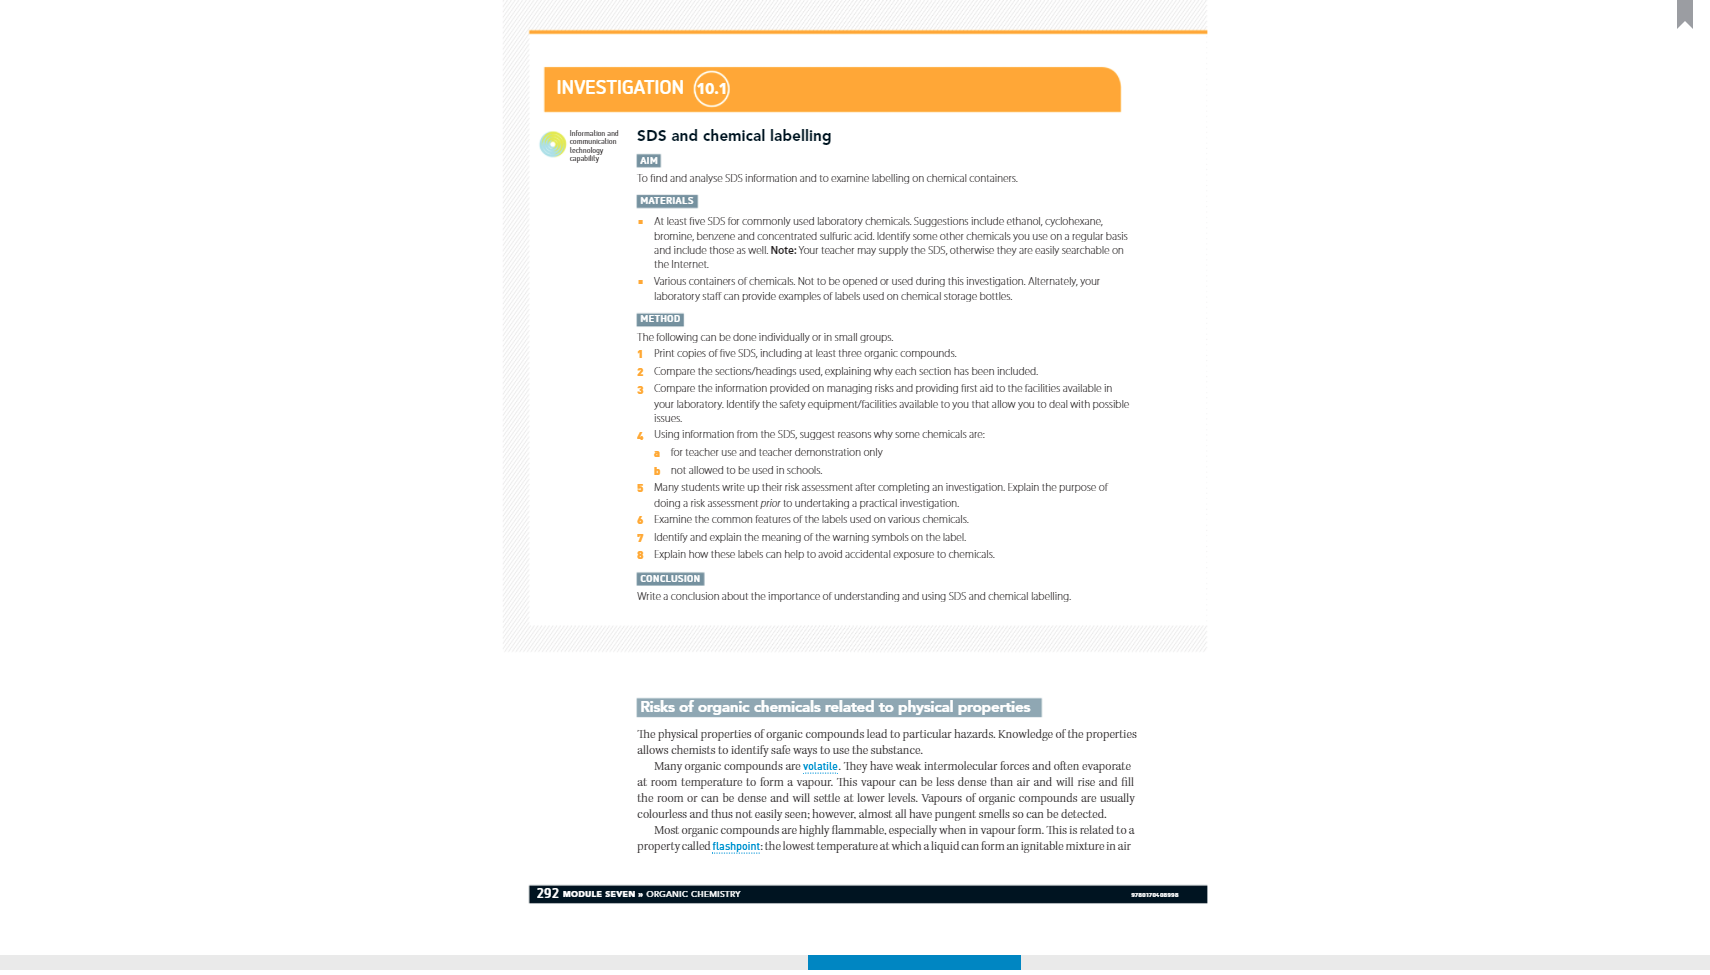 INVESTIGATION 10.1
Information and
communication
technology
capability
SDS and chemical labelling
AIM
To find and analyse SDS information and to examine labelling on chemical containers.
MATERIALS
▪ At least five SDS for commonly used laboratory chemicals. Suggestions include ethanol, cyclohexane,
bromine, benzene and concentrated sulfuric acid. Identify some other chemicals you use on a regular basis
and include those as well. Note: Your teacher may supply the SDS, otherwise they are easily searchable on
the Internet.
▪ Various containers of chemicals. Not to be opened or used during this investigation. Alternately, your
laboratory staff can provide examples of labels used on chemical storage bottles.
METHOD
The following can be done individually or in small groups.
1 Print copies of five SDS, including at least three organic compounds.
2 Compare the sections/headings used, explaining why each section has been included.
3 Compare the information provided on managing risks and providing first aid to the facilities available in
your laboratory. Identify the safety equipment/facilities available to you that allow you to deal with possible
issues.
4 Using information from the SDS, suggest reasons why some chemicals are:
a for teacher use and teacher demonstration only
b not allowed to be used in schools.
5 Many students write up their risk assessment after completing an investigation. Explain the purpose of
doing a risk assessment prior to undertaking a practical investigation.
6 Examine the common features of the labels used on various chemicals.
7 Identify and explain the meaning of the warning symbols on the label.
8 Explain how these labels can help to avoid accidental exposure to chemicals.
CONCLUSION
Write a conclusion about the importance of understanding and using SDS and chemical labelling.
Risks of organic chemicals related to physical properties
The physical properties of organic compounds lead to particular hazards. Knowledge of the properties
allows chemists to identify safe ways to use the substance.
Many organic compounds are volatile. They have weak intermolecular forces and often evaporate
at room temperature to form a vapour. This vapour can be less dense than air and will rise and fill
the room or can be dense and will settle at lower levels. Vapours of organic compounds are usually
colourless and thus not easily seen; however, almost all have pungent smells so can be detected.
Most organic compounds are highly flammable, especially when in vapour form. This is related to a
property called flashpoint: the lowest temperature at which a liquid can form an ignitable mixture in air
292 MODULE SEVEN » ORGANIC CHEMISTRY
9780170408998